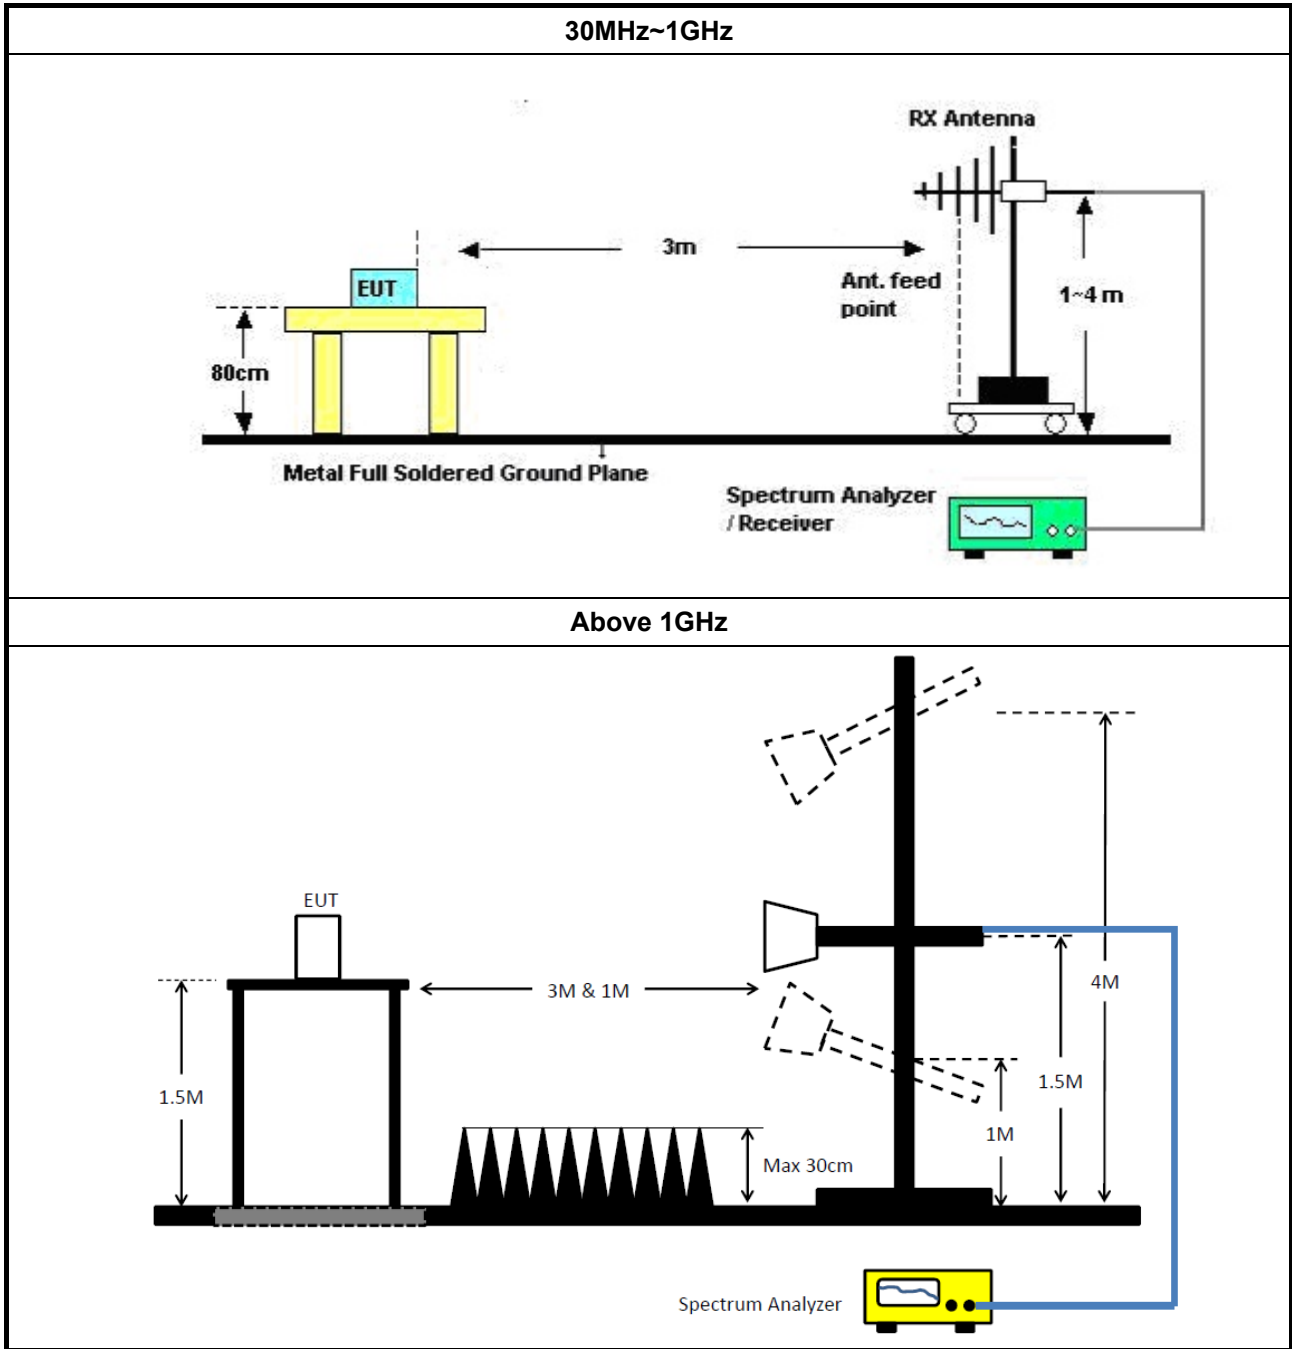 30MHz~1GHz
RX Antenna
3m
EUT
Ant. feed
point
1~4 m
80cm
Metal Full Soldered Ground Plane
Spectrum Analyzer
/ Receiver
Above 1GHz
EUT
3M & 1M
4M
1.5M
1.5M
1M
Max 30cm
Spectrum Analyzer